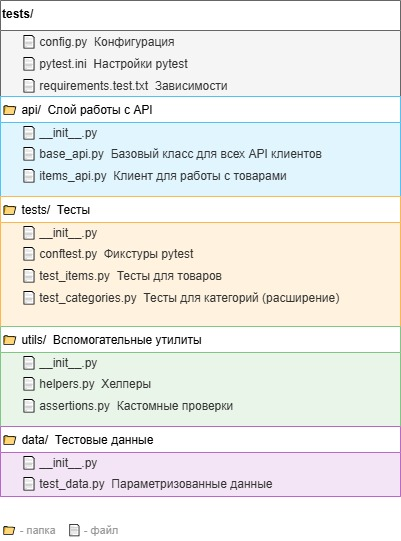 tests/
config.py Конфигурация
pytest.ini Настройки pytest
requirements.test.txt Зависимости
api/ Слой работы с API
__init__.py
base_api.py Базовый класс для всех API клиентов
items_api.py Клиент для работы с товарами
tests/ Тесты
__init__.py
conftest.py Фикстуры pytest
test_items.py Тесты для товаров
test_categories.py Тесты для категорий (расширение)
utils/ Вспомогательные утилиты
__init__.py
helpers.py Хелперы
assertions.py Кастомные проверки
data/ Тестовые данные
__init__.py
test_data.py Параметризованные данные
- папка - файл